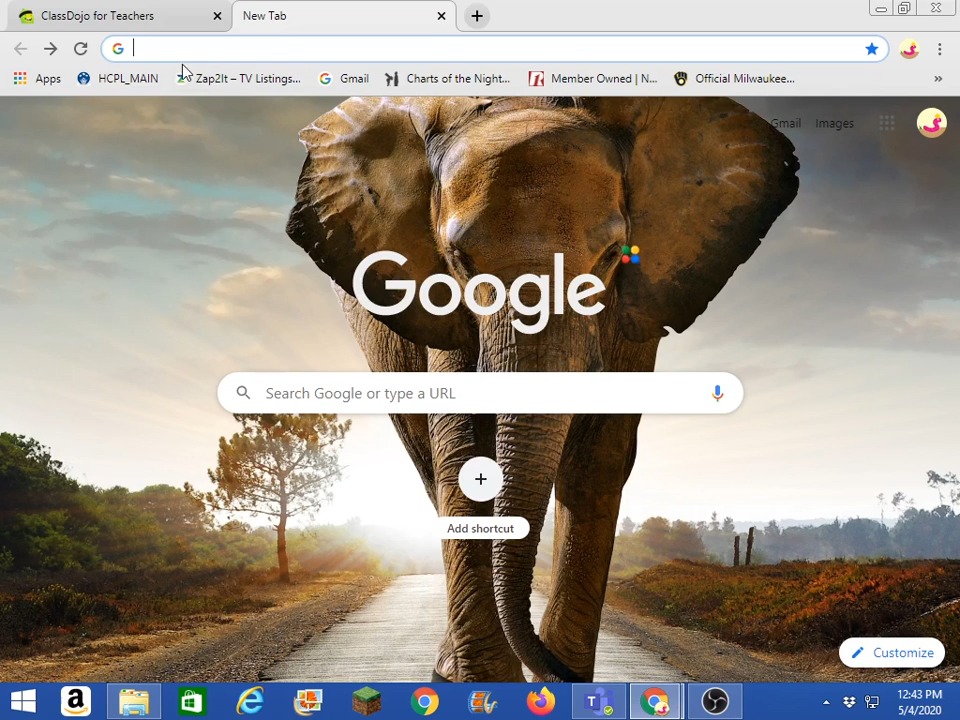 ClassDojo for Teachers
New Tab
Apps
HCPL_MAIN
Zap2It – TV Listings...
Gmail
Charts of the Night...
Member Owned | N...
Official Milwaukee...
»
Gmail
Images
Google
Search Google or type a URL
Add shortcut
Customize
12:43 PM
5/4/2020